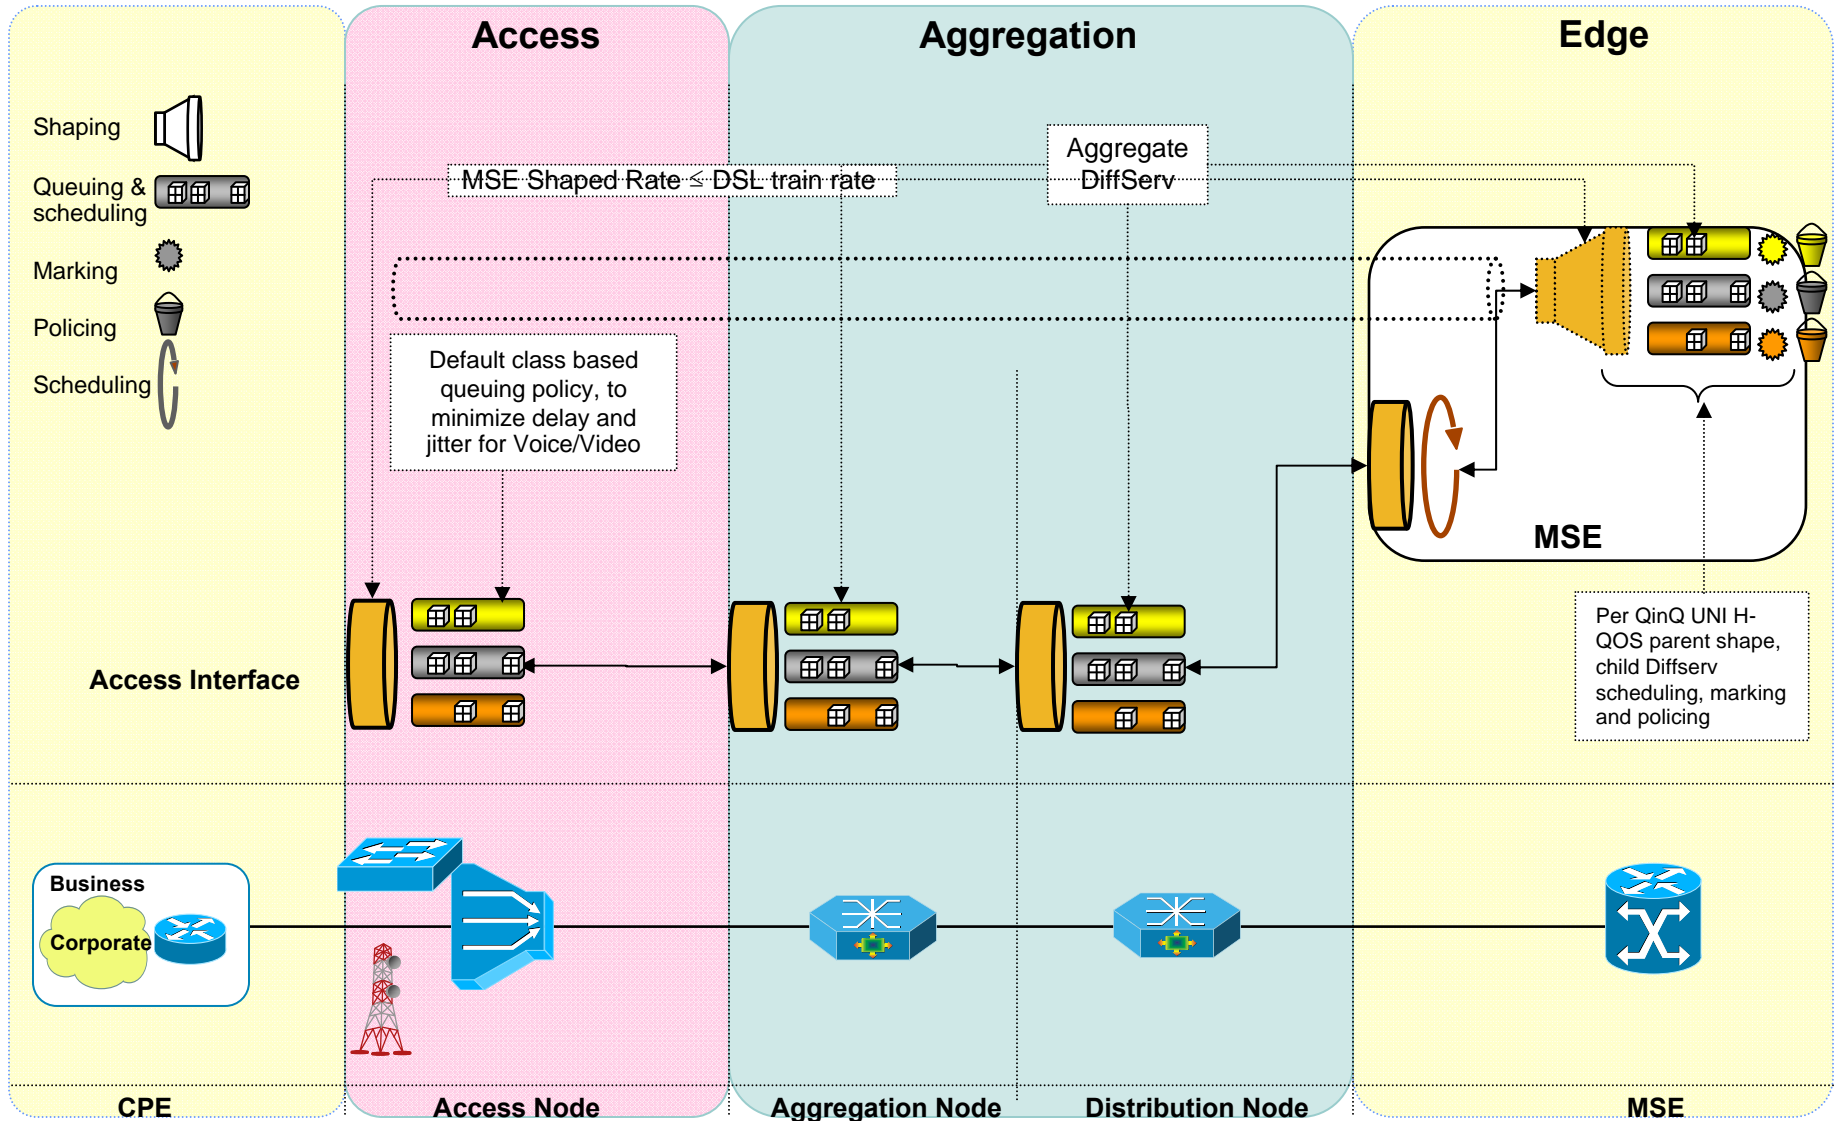 Access
Aggregation
Edge
Shaping
Queuing &
scheduling
Marking
Policing
Scheduling
MSE Shaped Rate ≤ DSL train rate
Aggregate
DiffServ
Default class based
queuing policy, to
minimize delay and
jitter for Voice/Video
MSE
Per QinQ UNI H-
QOS parent shape,
child Diffserv
scheduling, marking
and policing
Access Interface
Business
Corporate
CPE
Access Node
Aggregation Node
Distribution Node
MSE